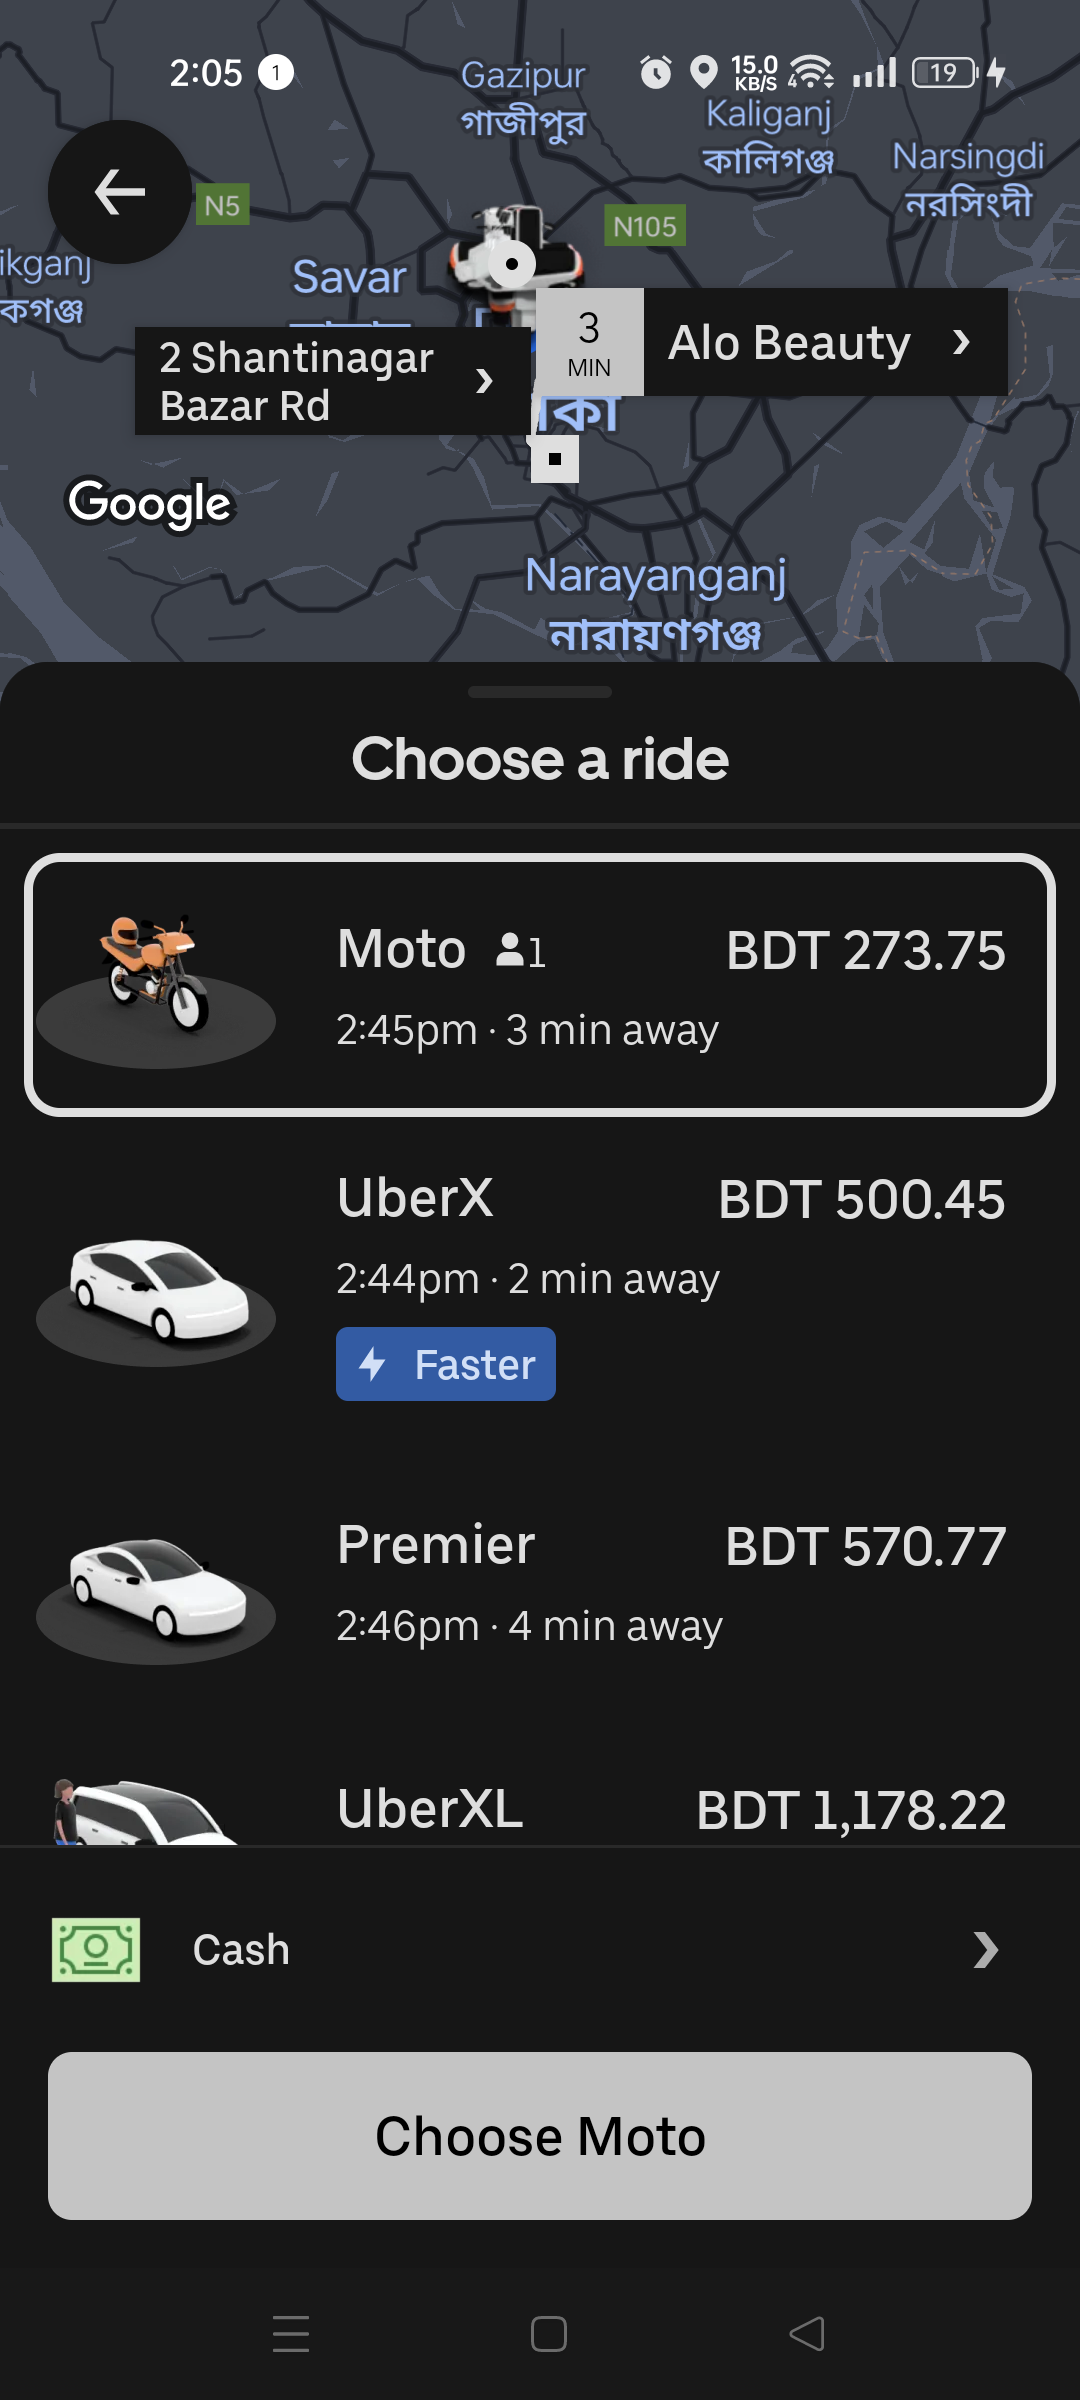 2:05 1 15.0 KB/S 4 19
Gazipur
গাজীপুর
Kaliganj
কালিগঞ্জ
Narsingdi
নরসিংদী
N5
N105
ikganj
কগঞ্জ
Savar
3 MIN
Alo Beauty
2 Shantinagar
Bazar Rd
কা
Google
Narayanganj
নারায়ণগঞ্জ
Choose a ride
Moto 1 BDT 273.75
2:45pm · 3 min away
UberX BDT 500.45
2:44pm · 2 min away
Faster
Premier BDT 570.77
2:46pm · 4 min away
UberXL BDT 1,178.22
Cash
Choose Moto